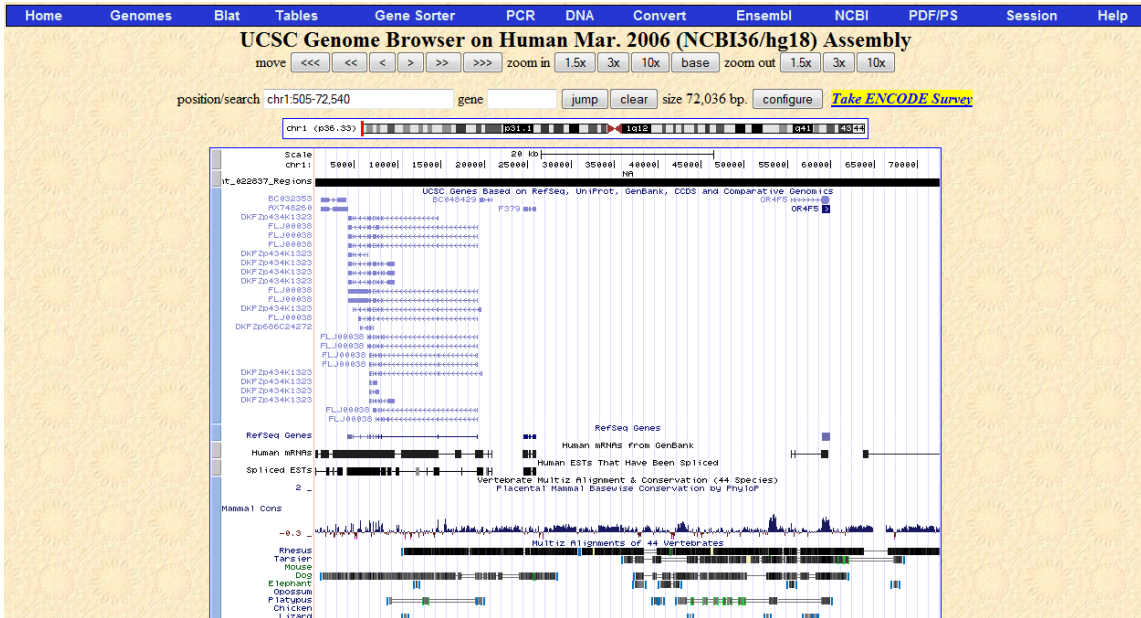 Home Genomes Blat Tables Gene Sorter PCR DNA Convert Ensembl NCBI PDF/PS Session Help
UCSC Genome Browser on Human Mar. 2006 (NCBI36/hg18) Assembly
move <<< << < > >> >>> zoom in 1.5x 3x 10x base zoom out 1.5x 3x 10x
position/search chr1:505-72,540 gene jump clear size 72,036 bp. configure Take ENCODE Survey
chr1 (p36.33) p31.1 1q12 q41 43 44
Scale 20 kb
chr1: 5000 10000 15000 20000 25000 30000 35000 40000 45000 50000 55000 60000 65000 70000
NA
nt_022837_Regions
UCSC Genes Based on RefSeq, UniProt, GenBank, CCDS and Comparative Genomics
BC032353 BC048429 OR4F5
AX748260 F379 OR4F5
DKFZp434K1323
FLJ00038
FLJ00038
FLJ00038
DKFZp434K1323
DKFZp434K1323
DKFZp434K1323
DKFZp434K1323
FLJ00038
FLJ00038
DKFZp434K1323
FLJ00038
DKFZp686C24272
FLJ00038
FLJ00038
FLJ00038
FLJ00038
DKFZp434K1323
DKFZp434K1323
DKFZp434K1323
DKFZp434K1323
FLJ00038
FLJ00038
RefSeq Genes
RefSeq Genes
Human mRNAs from GenBank
Human mRNAs
Human ESTs That Have Been Spliced
Spliced ESTs
Vertebrate Multiz Alignment & Conservation (44 Species)
Placental Mammal Basewise Conservation by PhyloP
2 _
Mammal Cons
-0.3 _
Multiz Alignments of 44 Vertebrates
Rhesus
Tarsier
Mouse
Dog
Elephant
Opossum
Platypus
Chicken
Lizard